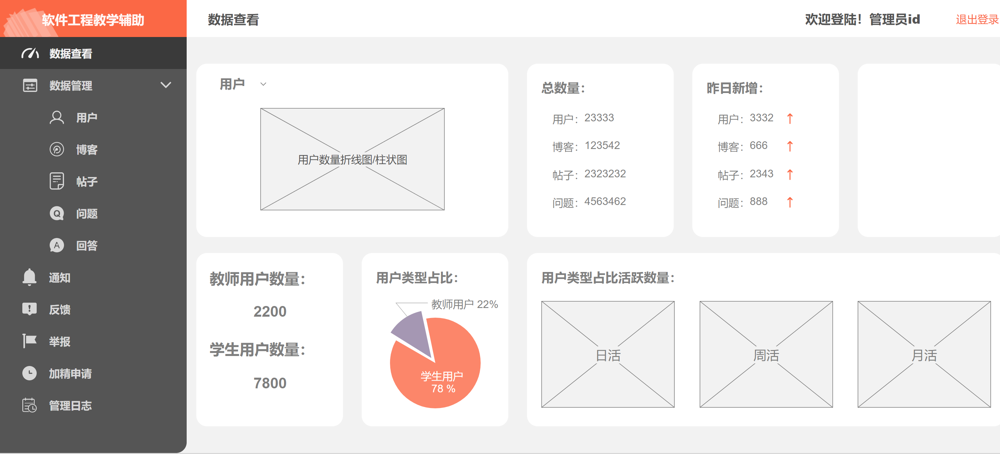 软件工程教学辅助
数据查看
欢迎登陆！管理员id
退出登录
数据查看
数据管理
用户
博客
帖子
Q
问题
A
回答
通知
反馈
举报
加精申请
管理日志
用户
用户数量折线图/柱状图
总数量：
用户：23333
博客：123542
帖子：2323232
问题：4563462
昨日新增：
用户：3332 ↑
博客：666 ↑
帖子：2343 ↑
问题：888 ↑
教师用户数量：
2200
学生用户数量：
7800
用户类型占比：
教师用户 22%
学生用户
78 %
用户类型占比活跃数量：
日活
周活
月活